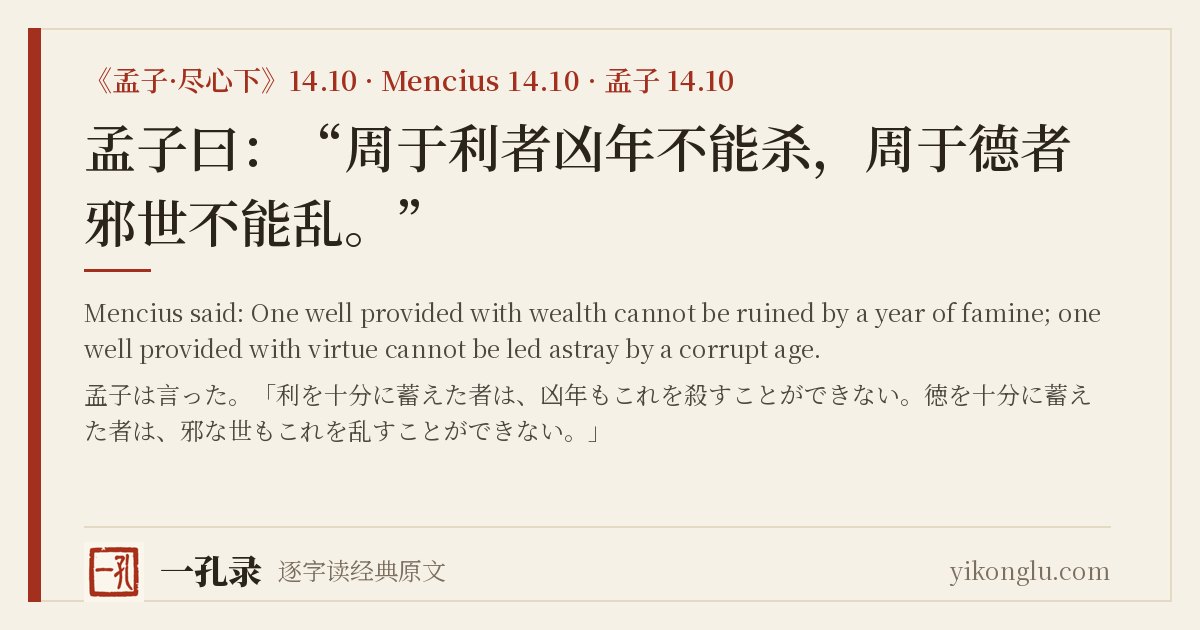 《孟子·尽心下》14.10 · Mencius 14.10 · 孟子 14.10
孟子曰：“周于利者凶年不能杀，周于德者
邪世不能乱。”
Mencius said: One well provided with wealth cannot be ruined by a year of famine; one
well provided with virtue cannot be led astray by a corrupt age.
孟子は言った。「利を十分に蓄えた者は、凶年もこれを殺すことができない。徳を十分に蓄え
た者は、邪な世もこれを乱すことができない。」
一孔
一孔录 逐字读经典原文
yikonglu.com